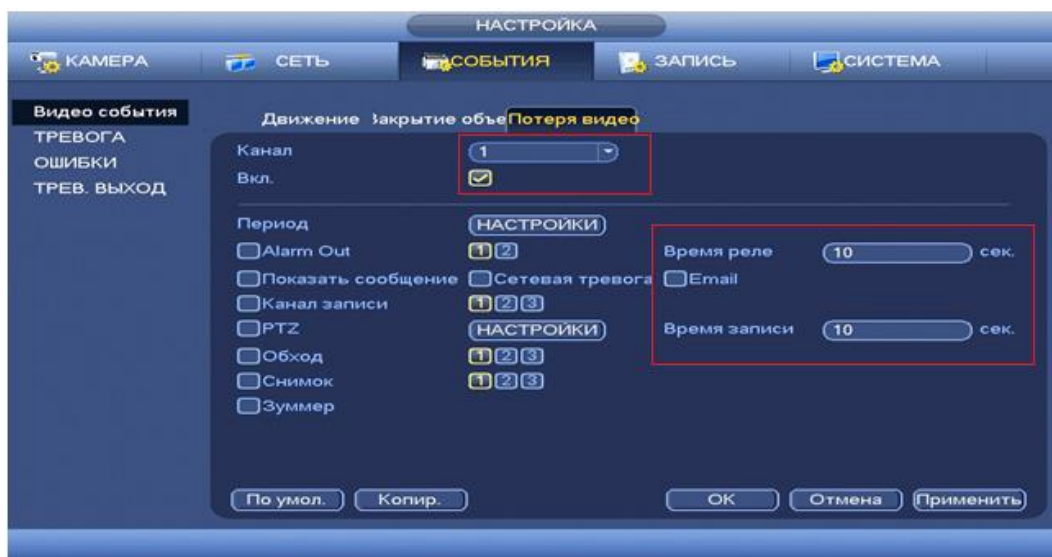 НАСТРОЙКА
КАМЕРА СЕТЬ СОБЫТИЯ ЗАПИСЬ СИСТЕМА
Видео события
ТРЕВОГА
ОШИБКИ
ТРЕВ. ВЫХОД
Движение Закрытие объе Потеря видео
Канал 1
Вкл.
Период НАСТРОЙКИ
Alarm Out 1 2 Время реле 10 сек.
Показать сообщение Сетевая тревога Email
Канал записи 1 2 3
PTZ НАСТРОЙКИ Время записи 10 сек.
Обход 1 2 3
Снимок 1 2 3
Зуммер
По умол. Копир. ОК Отмена Применить